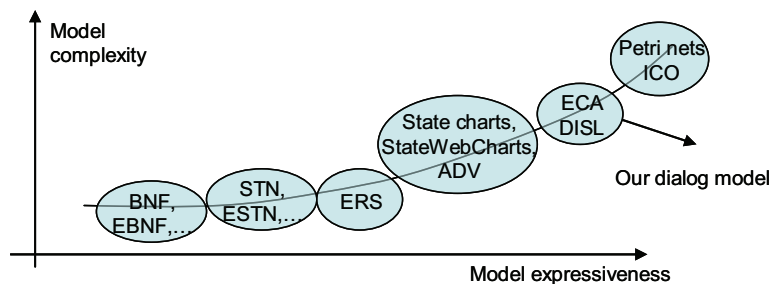 Model
complexity
Petri nets
ICO
ECA
DISL
State charts,
StateWebCharts,
ADV
Our dialog model
STN,
ESTN,...
ERS
BNF,
EBNF,...
Model expressiveness